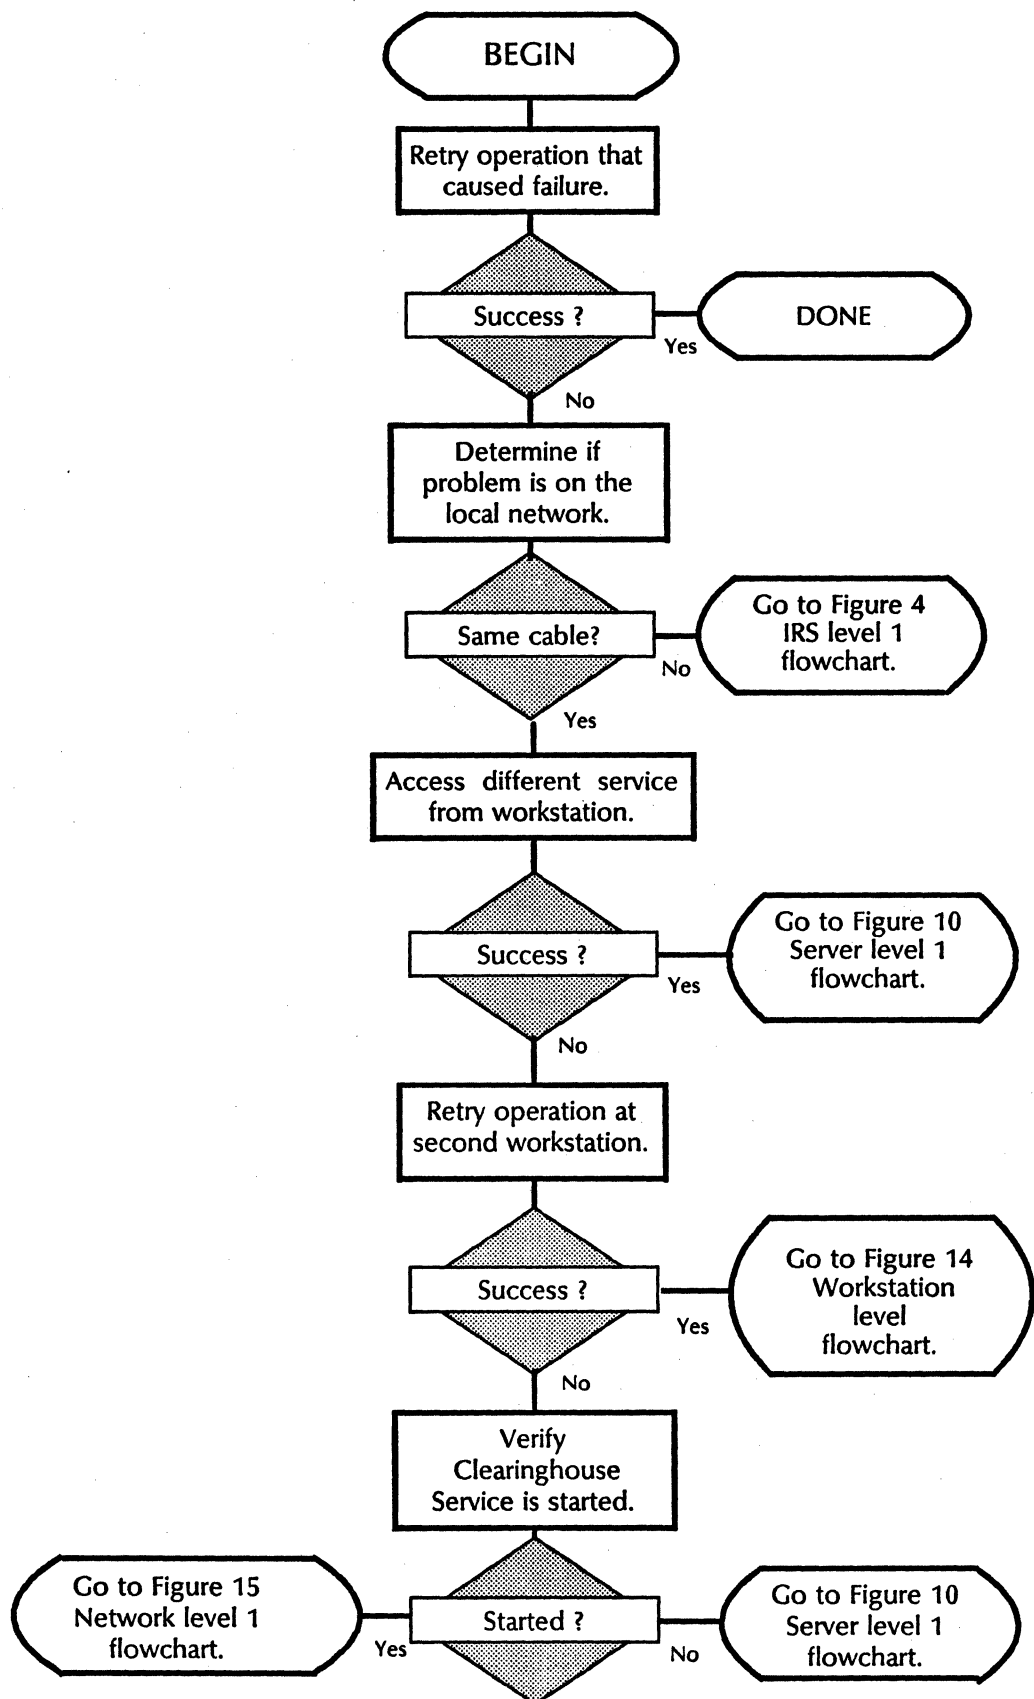 BEGIN
Retry operation that
caused failure.
Success ?
Yes
DONE
No
Determine if
problem is on the
local network.
Same cable?
No
Go to Figure 4
IRS level 1
flowchart.
Yes
Access different service
from workstation.
Success ?
Yes
Go to Figure 10
Server level 1
flowchart.
No
Retry operation at
second workstation.
Success ?
Yes
Go to Figure 14
Workstation
level
flowchart.
No
Verify
Clearinghouse
Service is started.
Started ?
Yes
Go to Figure 15
Network level 1
flowchart.
No
Go to Figure 10
Server level 1
flowchart.